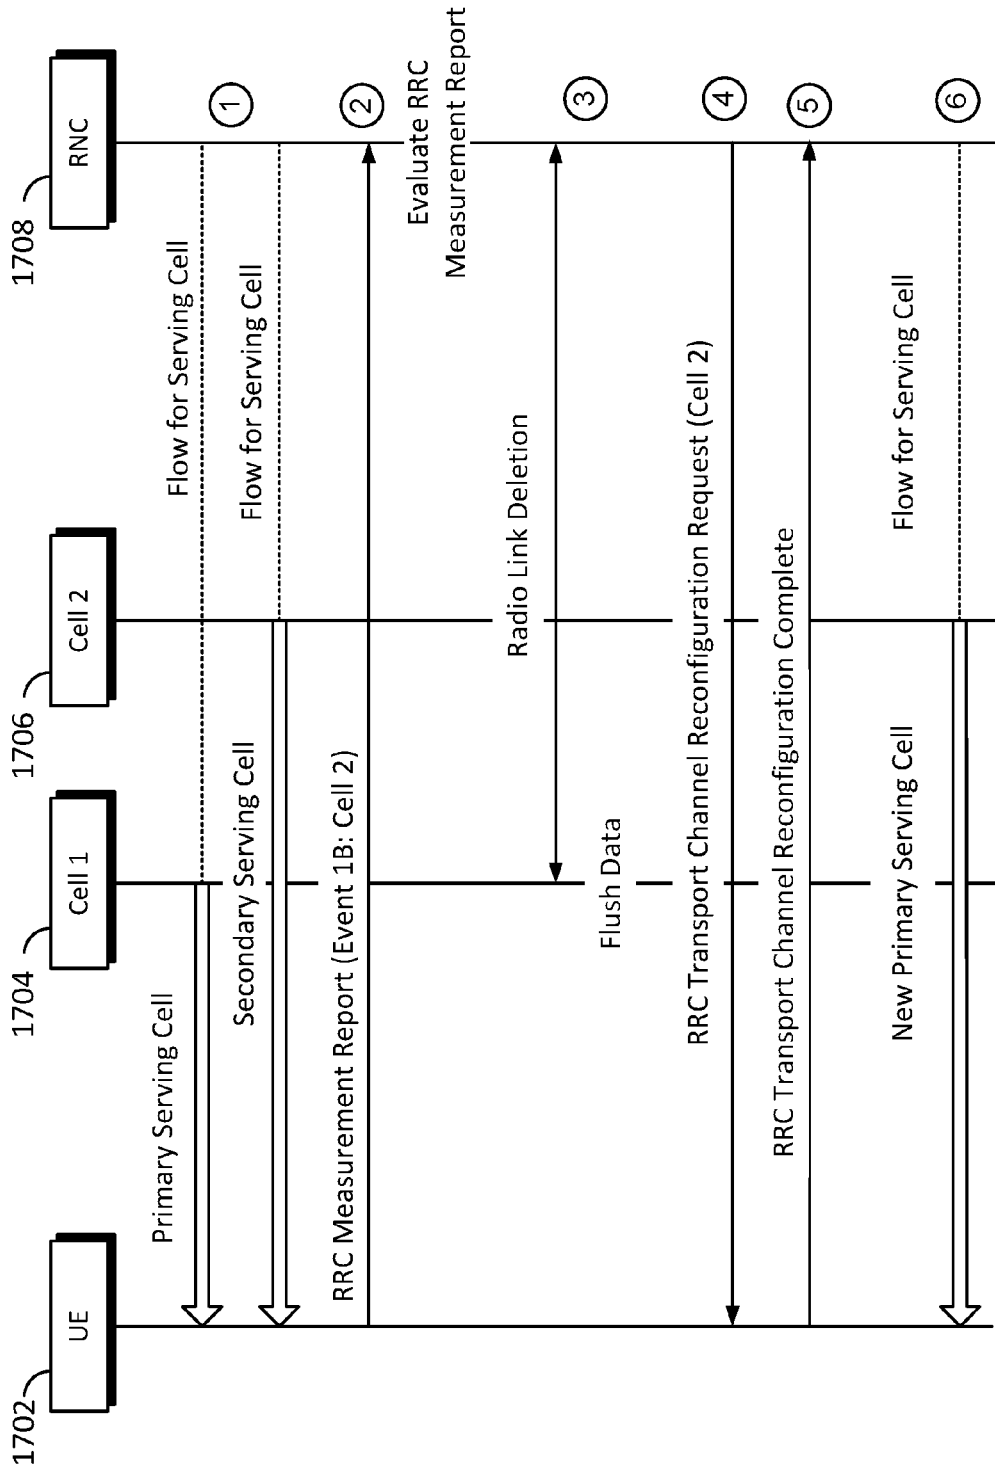 1702
UE
1704
Cell 1
1706
Cell 2
1708
RNC
Primary Serving Cell
Flow for Serving Cell
1
Secondary Serving Cell
Flow for Serving Cell
RRC Measurement Report (Event 1B: Cell 2)
2
Evaluate RRC
Measurement Report
Radio Link Deletion
3
Flush Data
RRC Transport Channel Reconfiguration Request (Cell 2)
4
RRC Transport Channel Reconfiguration Complete
5
New Primary Serving Cell
Flow for Serving Cell
6